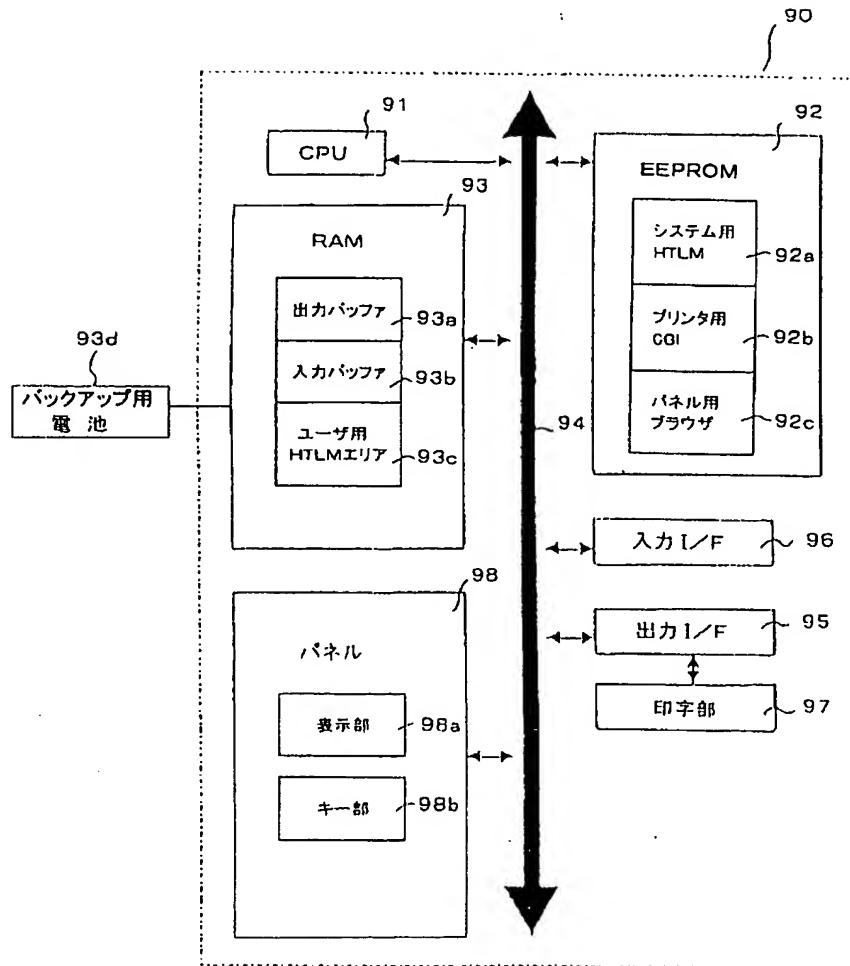 90
91
CPU
92
EEPROM
システム用
HTLM
92a
プリンタ用
CGI
92b
パネル用
ブラウザ
92c
93
RAM
出力バッファ
93a
入力バッファ
93b
ユーザ用
HTLMエリア
93c
93d
バックアップ用
電池
94
入力 I/F
96
出力 I/F
95
印字部
97
98
パネル
表示部
98a
キー部
98b